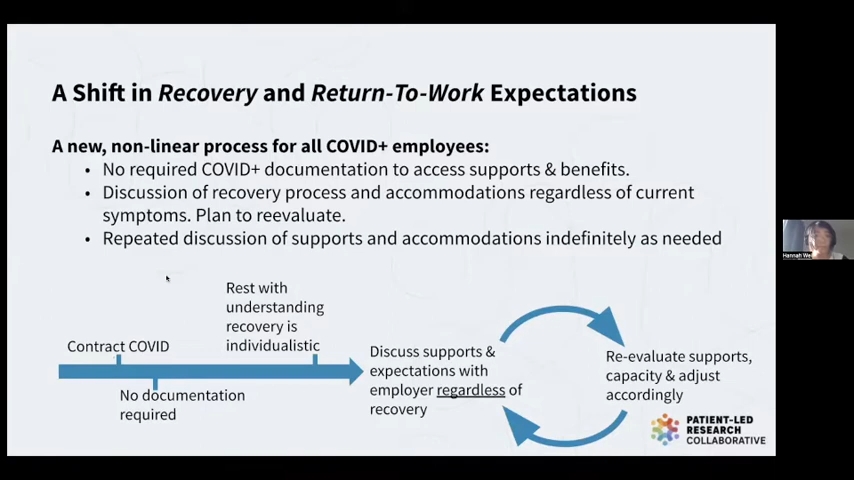 A Shift in Recovery and Return-To-Work Expectations
A new, non-linear process for all COVID+ employees:
• No required COVID+ documentation to access supports & benefits.
• Discussion of recovery process and accommodations regardless of current
symptoms. Plan to reevaluate.
• Repeated discussion of supports and accommodations indefinitely as needed
Contract COVID
No documentation
required
Rest with
understanding
recovery is
individualistic
Discuss supports &
expectations with
employer regardless of
recovery
Re-evaluate supports,
capacity & adjust
accordingly
PATIENT-LED
RESEARCH
COLLABORATIVE
Hannah